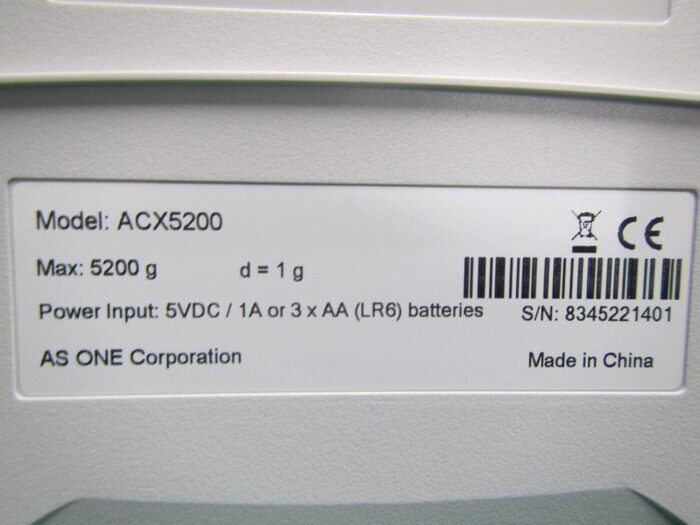 Model: ACX5200
Max: 5200 g d = 1 g
CE
Power Input: 5VDC / 1A or 3 x AA (LR6) batteries
S/N: 8345221401
AS ONE Corporation
Made in China